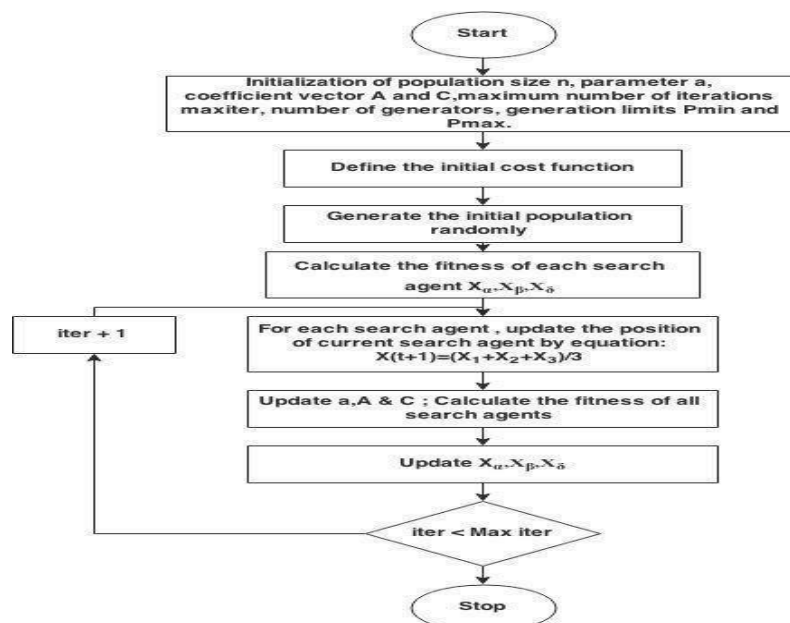 Start
Initialization of population size n, parameter a,
coefficient vector A and C,maximum number of iterations
maxiter, number of generators, generation limits Pmin and
Pmax.
Define the initial cost function
Generate the initial population
randomly
Calculate the fitness of each search
agent Xα,Xβ,Xδ
iter + 1
For each search agent , update the position
of current search agent by equation:
X(t+1)=(X₁+X₂+X₃)/3
Update a,A & C ; Calculate the fitness of all
search agents
Update Xα,Xβ,Xδ
iter < Max iter
Stop